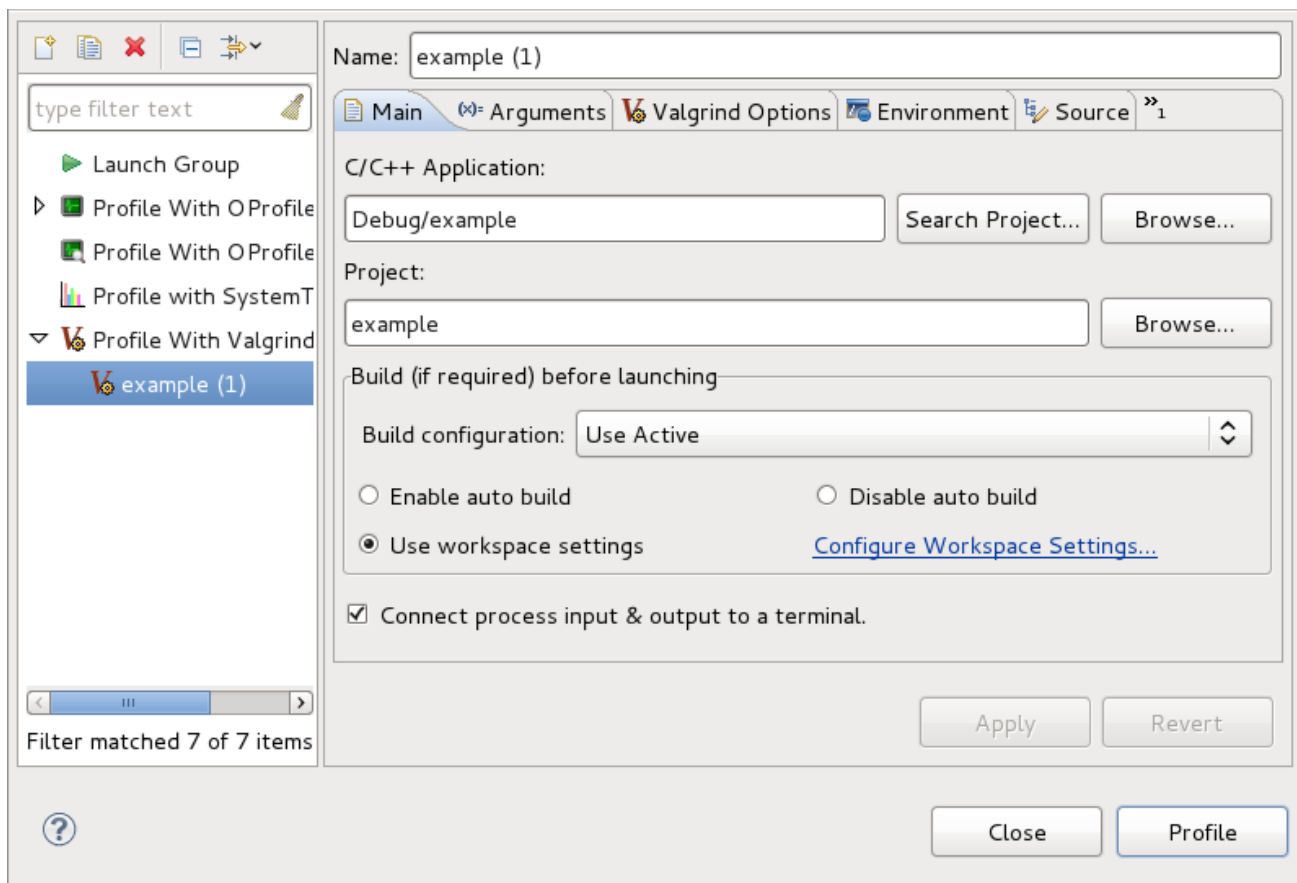 type filter text
Launch Group
Profile With OProfile
Profile With OProfile
Profile with SystemT
Profile With Valgrind
example (1)
Filter matched 7 of 7 items
Name: example (1)
Main (x)= Arguments Valgrind Options Environment Source »1
C/C++ Application:
Debug/example Search Project... Browse...
Project:
example Browse...
Build (if required) before launching
Build configuration: Use Active
Enable auto build Disable auto build
Use workspace settings Configure Workspace Settings...
Connect process input & output to a terminal.
Apply Revert
? Close Profile